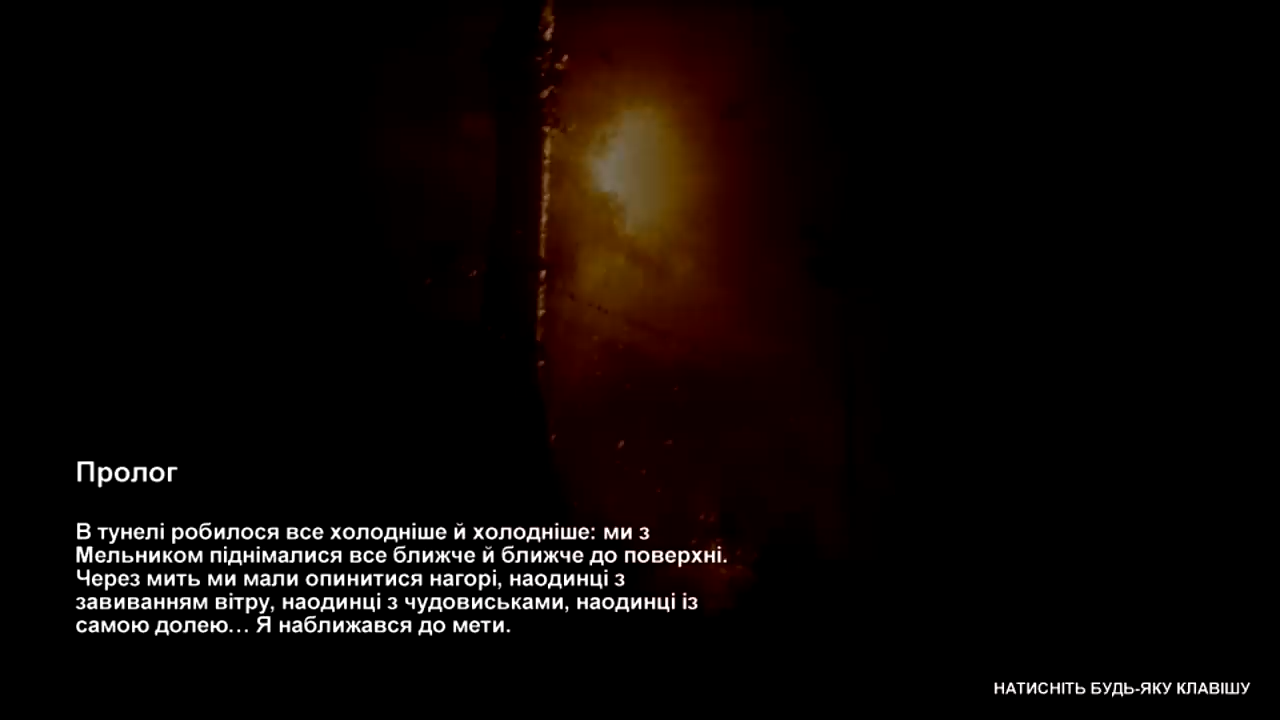 Пролог
В тунелі робилося все холодніше й холодніше: ми з
Мельником піднімалися все ближче й ближче до поверхні.
Через мить ми мали опинитися нагорі, наодинці з
завиванням вітру, наодинці з чудовиськами, наодинці із
самою долею… Я наближався до мети.
НАТИСНІТЬ БУДЬ-ЯКУ КЛАВІШУ